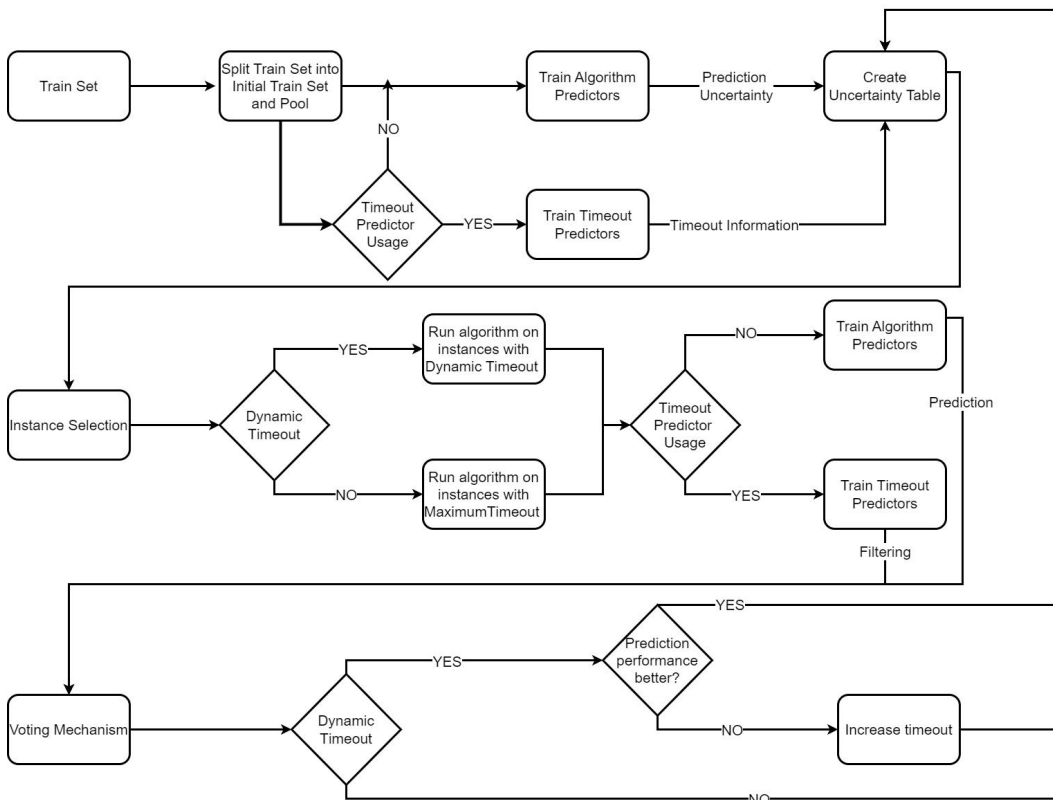 Train Set
Split Train Set into
Initial Train Set
and Pool
Train Algorithm
Predictors
Prediction
Uncertainty
Create
Uncertainty Table
NO
Timeout
Predictor
Usage
YES
Train Timeout
Predictors
Timeout Information
Instance Selection
Dynamic
Timeout
YES
Run algorithm on
instances with
Dynamic Timeout
NO
Run algorithm on
instances with
MaximumTimeout
Timeout
Predictor
Usage
NO
Train Algorithm
Predictors
Prediction
YES
Train Timeout
Predictors
Filtering
Voting Mechanism
Dynamic
Timeout
YES
Prediction
performance
better?
YES
NO
Increase timeout
NO